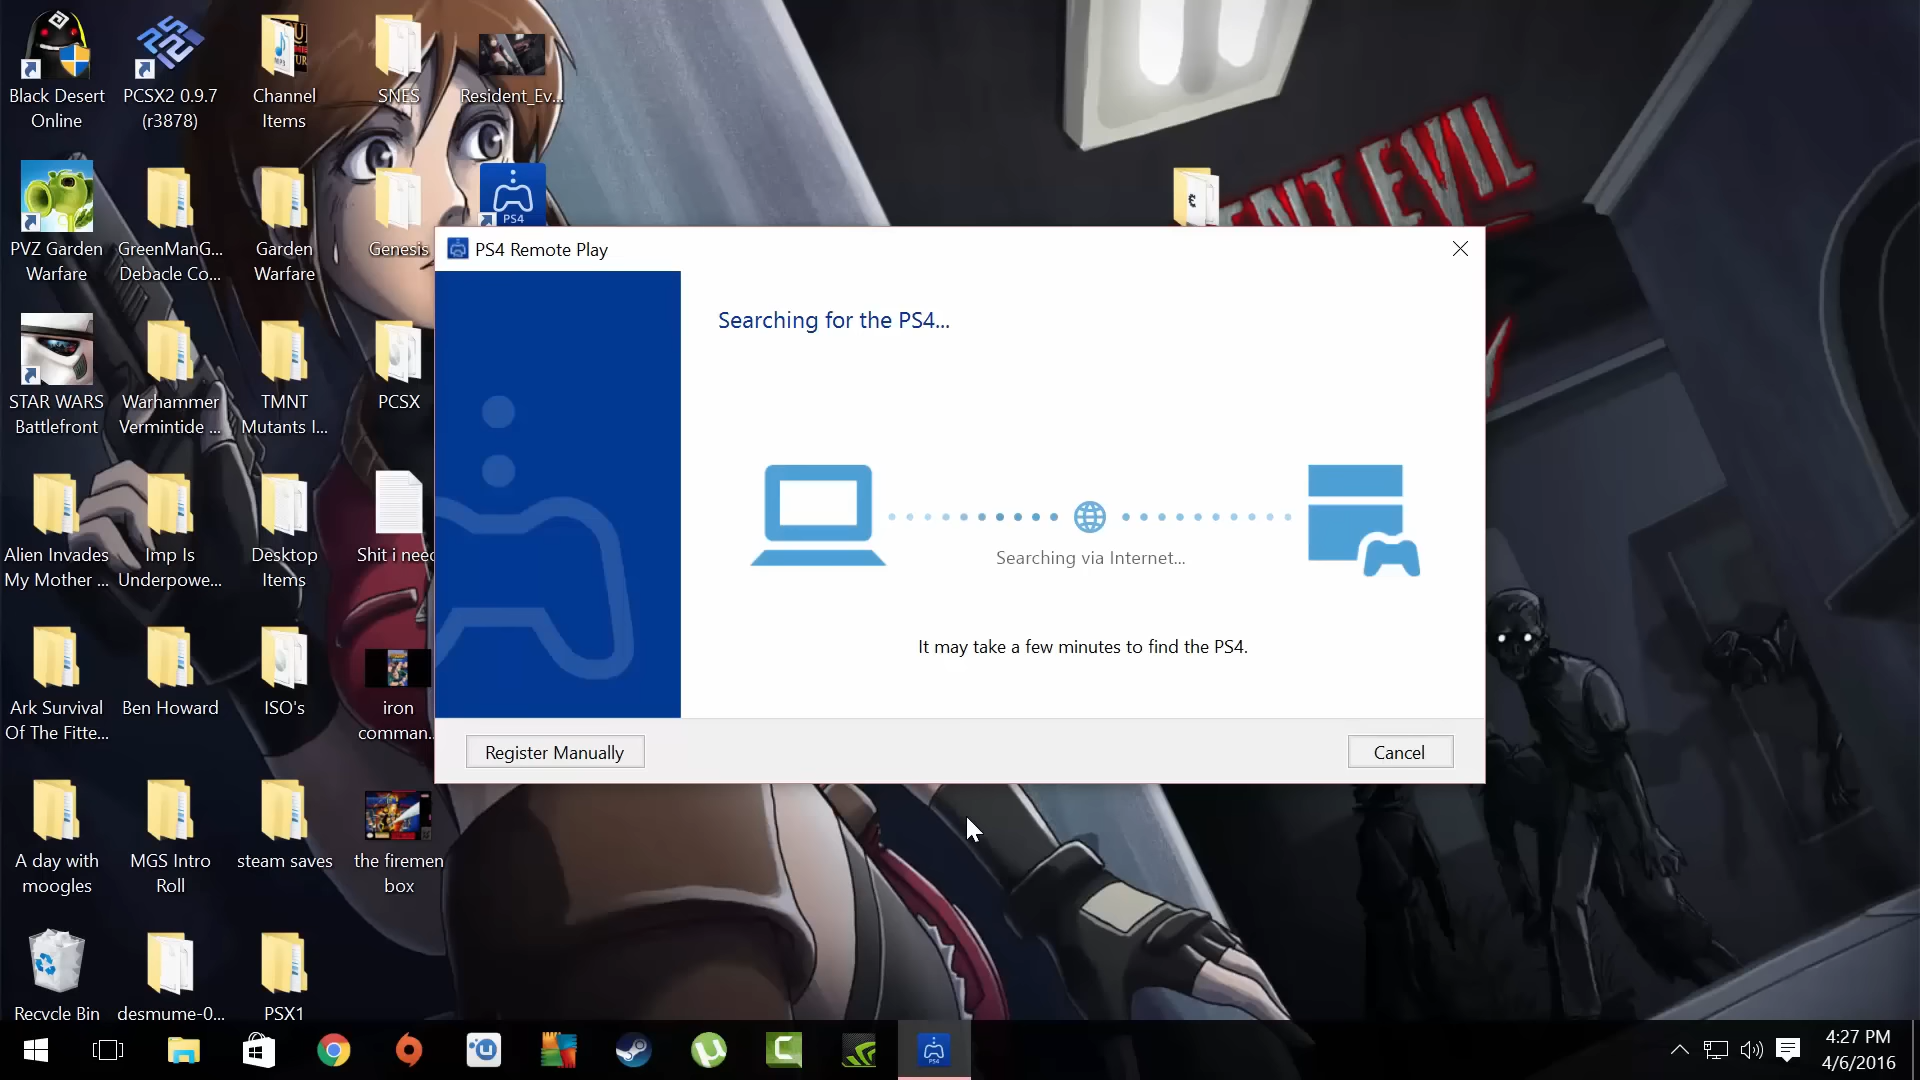 Black Desert
Online
PCSX2 0.9.7
(r3878)
Channel
Items
SNES
Resident_Ev...
PVZ Garden
Warfare
GreenManG...
Debacle Co...
Garden
Warfare
Genesis
PS4
ENT EVIL
STAR WARS
Battlefront
Warhammer
Vermintide ...
TMNT
Mutants I...
PCSX
Alien Invades
My Mother ...
Imp Is
Underpowe...
Desktop
Items
Shit i need
Ark Survival
Of The Fitte...
Ben Howard
ISO's
iron
comman...
A day with
moogles
MGS Intro
Roll
steam saves
the firemen
box
Recycle Bin
desmume-0...
PSX1
PS4 Remote Play
Searching for the PS4...
Searching via Internet...
It may take a few minutes to find the PS4.
Register Manually
Cancel
4:27 PM
4/6/2016